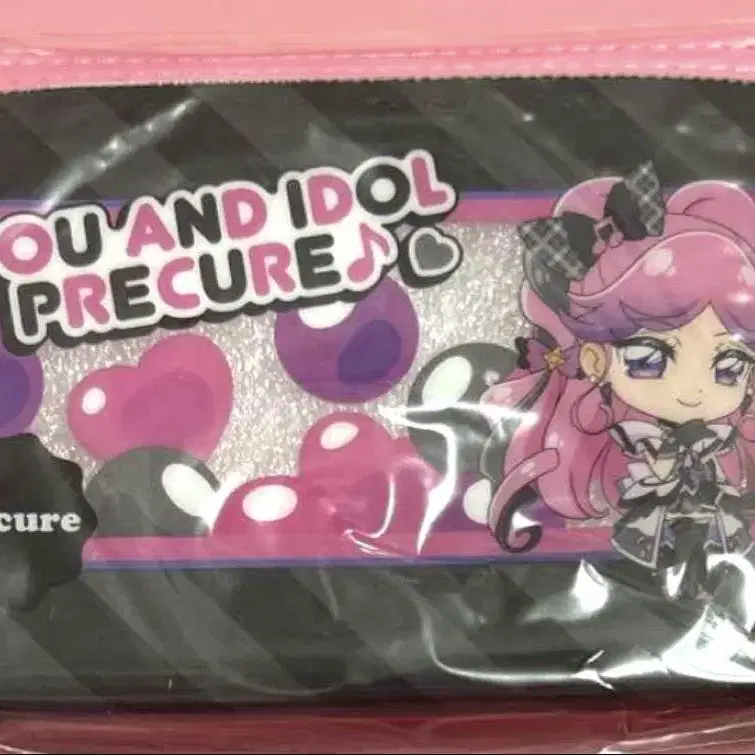 OU AND IDOL
PRECURE♪
cure